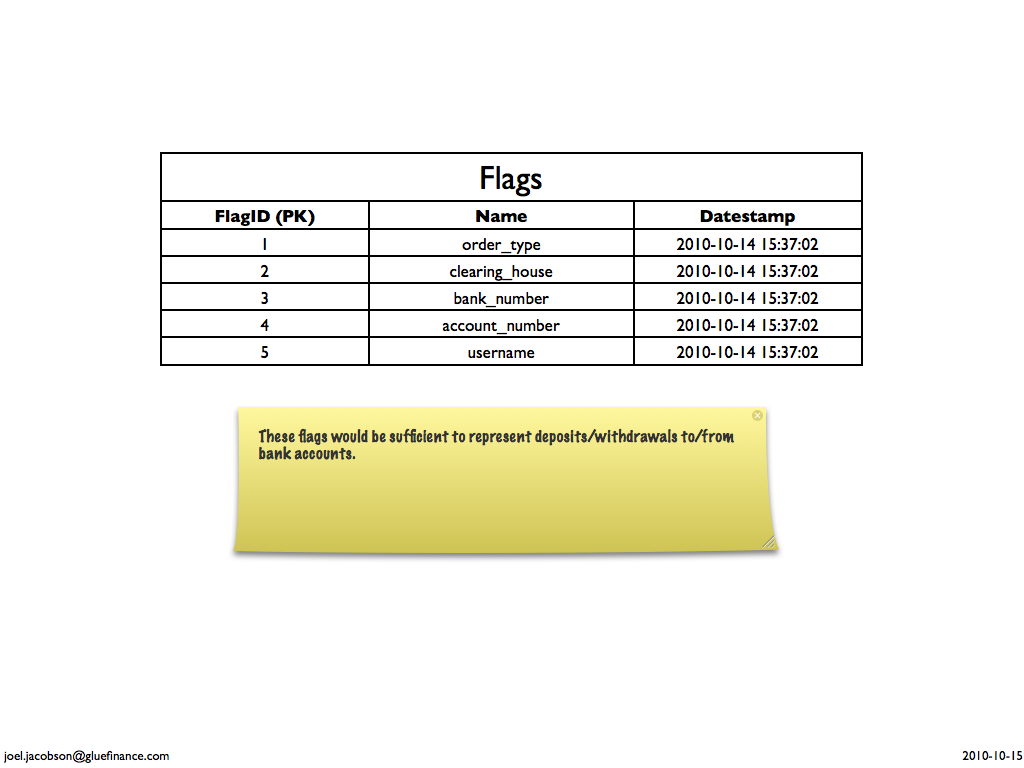 Flags
FlagID (PK) Name Datestamp
1 order_type 2010-10-14 15:37:02
2 clearing_house 2010-10-14 15:37:02
3 bank_number 2010-10-14 15:37:02
4 account_number 2010-10-14 15:37:02
5 username 2010-10-14 15:37:02
These flags would be sufficient to represent deposits/withdrawals to/from
bank accounts.
joel.jacobson@gluefinance.com 2010-10-15